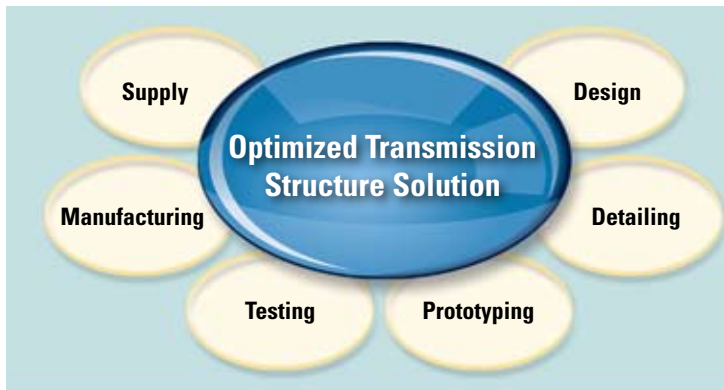 Supply
Design
Optimized Transmission
Structure Solution
Manufacturing
Detailing
Testing
Prototyping